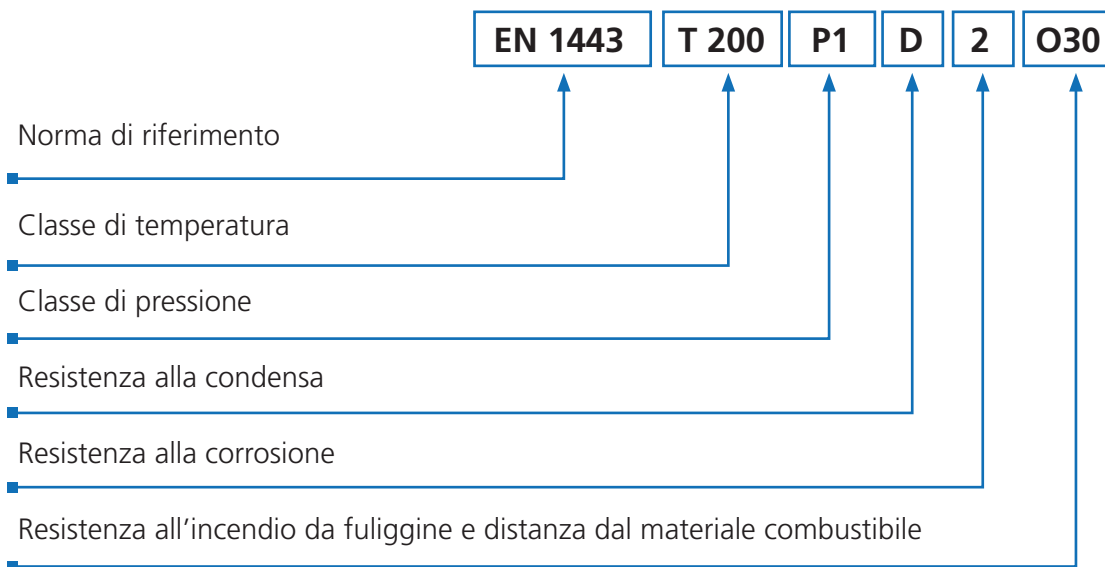 EN 1443 T 200 P1 D 2 O30
Norma di riferimento
Classe di temperatura
Classe di pressione
Resistenza alla condensa
Resistenza alla corrosione
Resistenza all’incendio da fuliggine e distanza dal materiale combustibile